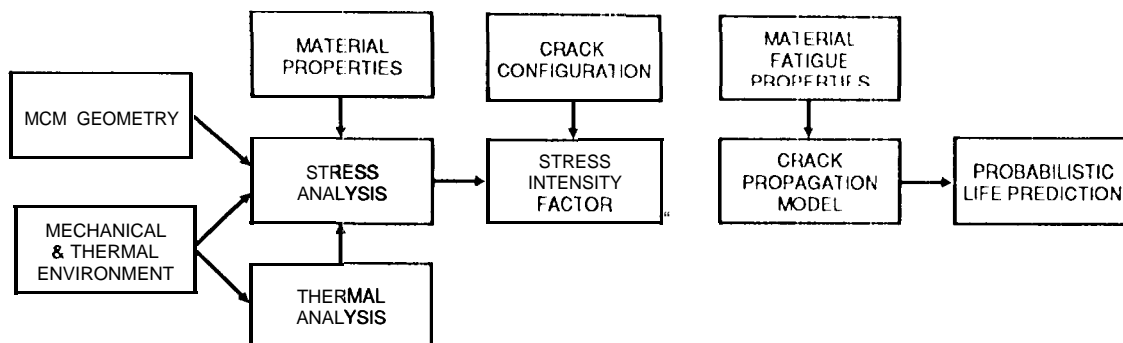 MATERIAL
PROPERTIES
CRACK
CONFIGURATION
MATERIAL
FATIGUE
PROPERTIES
MCM GEOMETRY
STRESS
ANALYSIS
STRESS
INTENSITY
FACTOR
CRACK
PROPAGATION
MODEL
PROBABILISTIC
LIFE PREDICTION
MECHANICAL
& THERMAL
ENVIRONMENT
THERMAL
ANALYSIS